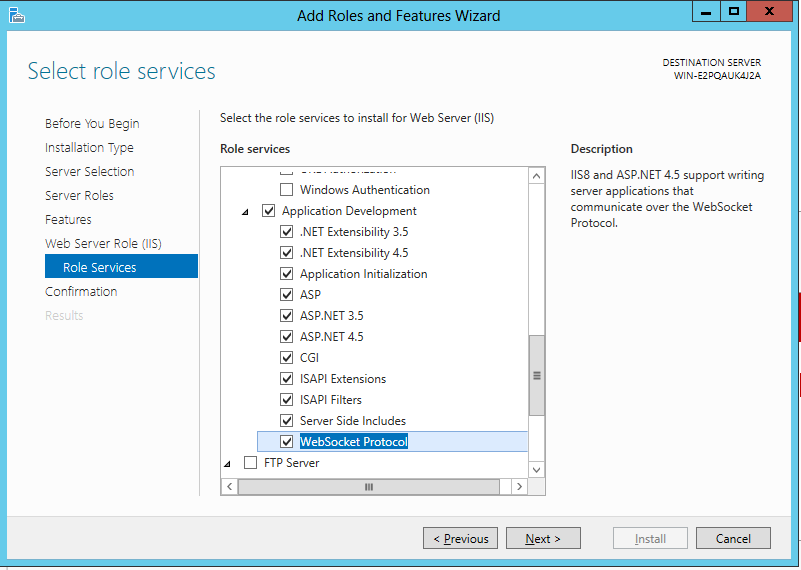 Add Roles and Features Wizard
Select role services
DESTINATION SERVER
WIN-E2PQAUK4J2A
Before You Begin
Installation Type
Server Selection
Server Roles
Features
Web Server Role (IIS)
Role Services
Confirmation
Results
Select the role services to install for Web Server (IIS)
Role services
Windows Authentication
Application Development
.NET Extensibility 3.5
.NET Extensibility 4.5
Application Initialization
ASP
ASP.NET 3.5
ASP.NET 4.5
CGI
ISAPI Extensions
ISAPI Filters
Server Side Includes
WebSocket Protocol
FTP Server
Description
IIS8 and ASP.NET 4.5 support writing
server applications that
communicate over the WebSocket
Protocol.
< Previous
Next >
Install
Cancel